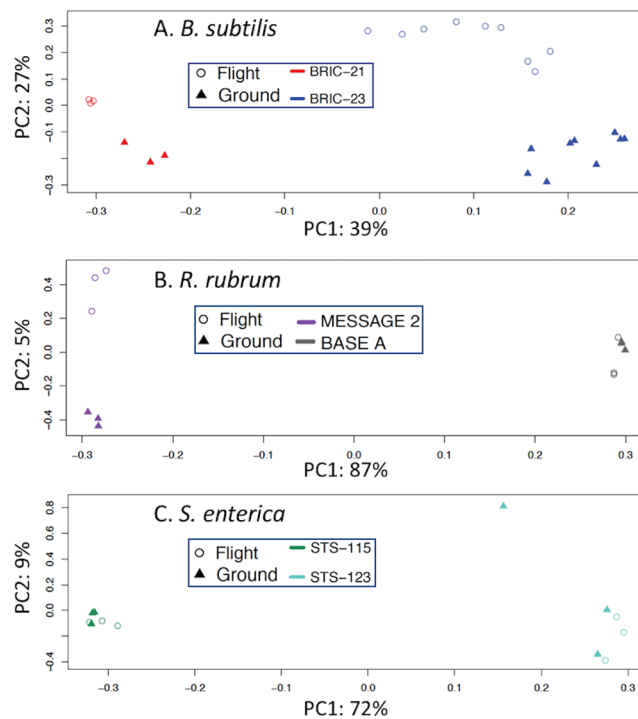 A. B. subtilis
Flight BRIC-21
Ground BRIC-23
PC2: 27%
-0.3 -0.1 0.0 0.1 0.2 0.3
-0.3 -0.2 -0.1 0.0 0.1 0.2
PC1: 39%
B. R. rubrum
Flight MESSAGE 2
Ground BASE A
PC2: 5%
-0.4 -0.2 0.0 0.2 0.4
-0.3 -0.2 -0.1 0.0 0.1 0.2 0.3
PC1: 87%
C. S. enterica
Flight STS-115
Ground STS-123
PC2: 9%
-0.4 0.0 0.2 0.4 0.6 0.8
-0.3 -0.2 -0.1 0.0 0.1 0.2 0.3
PC1: 72%